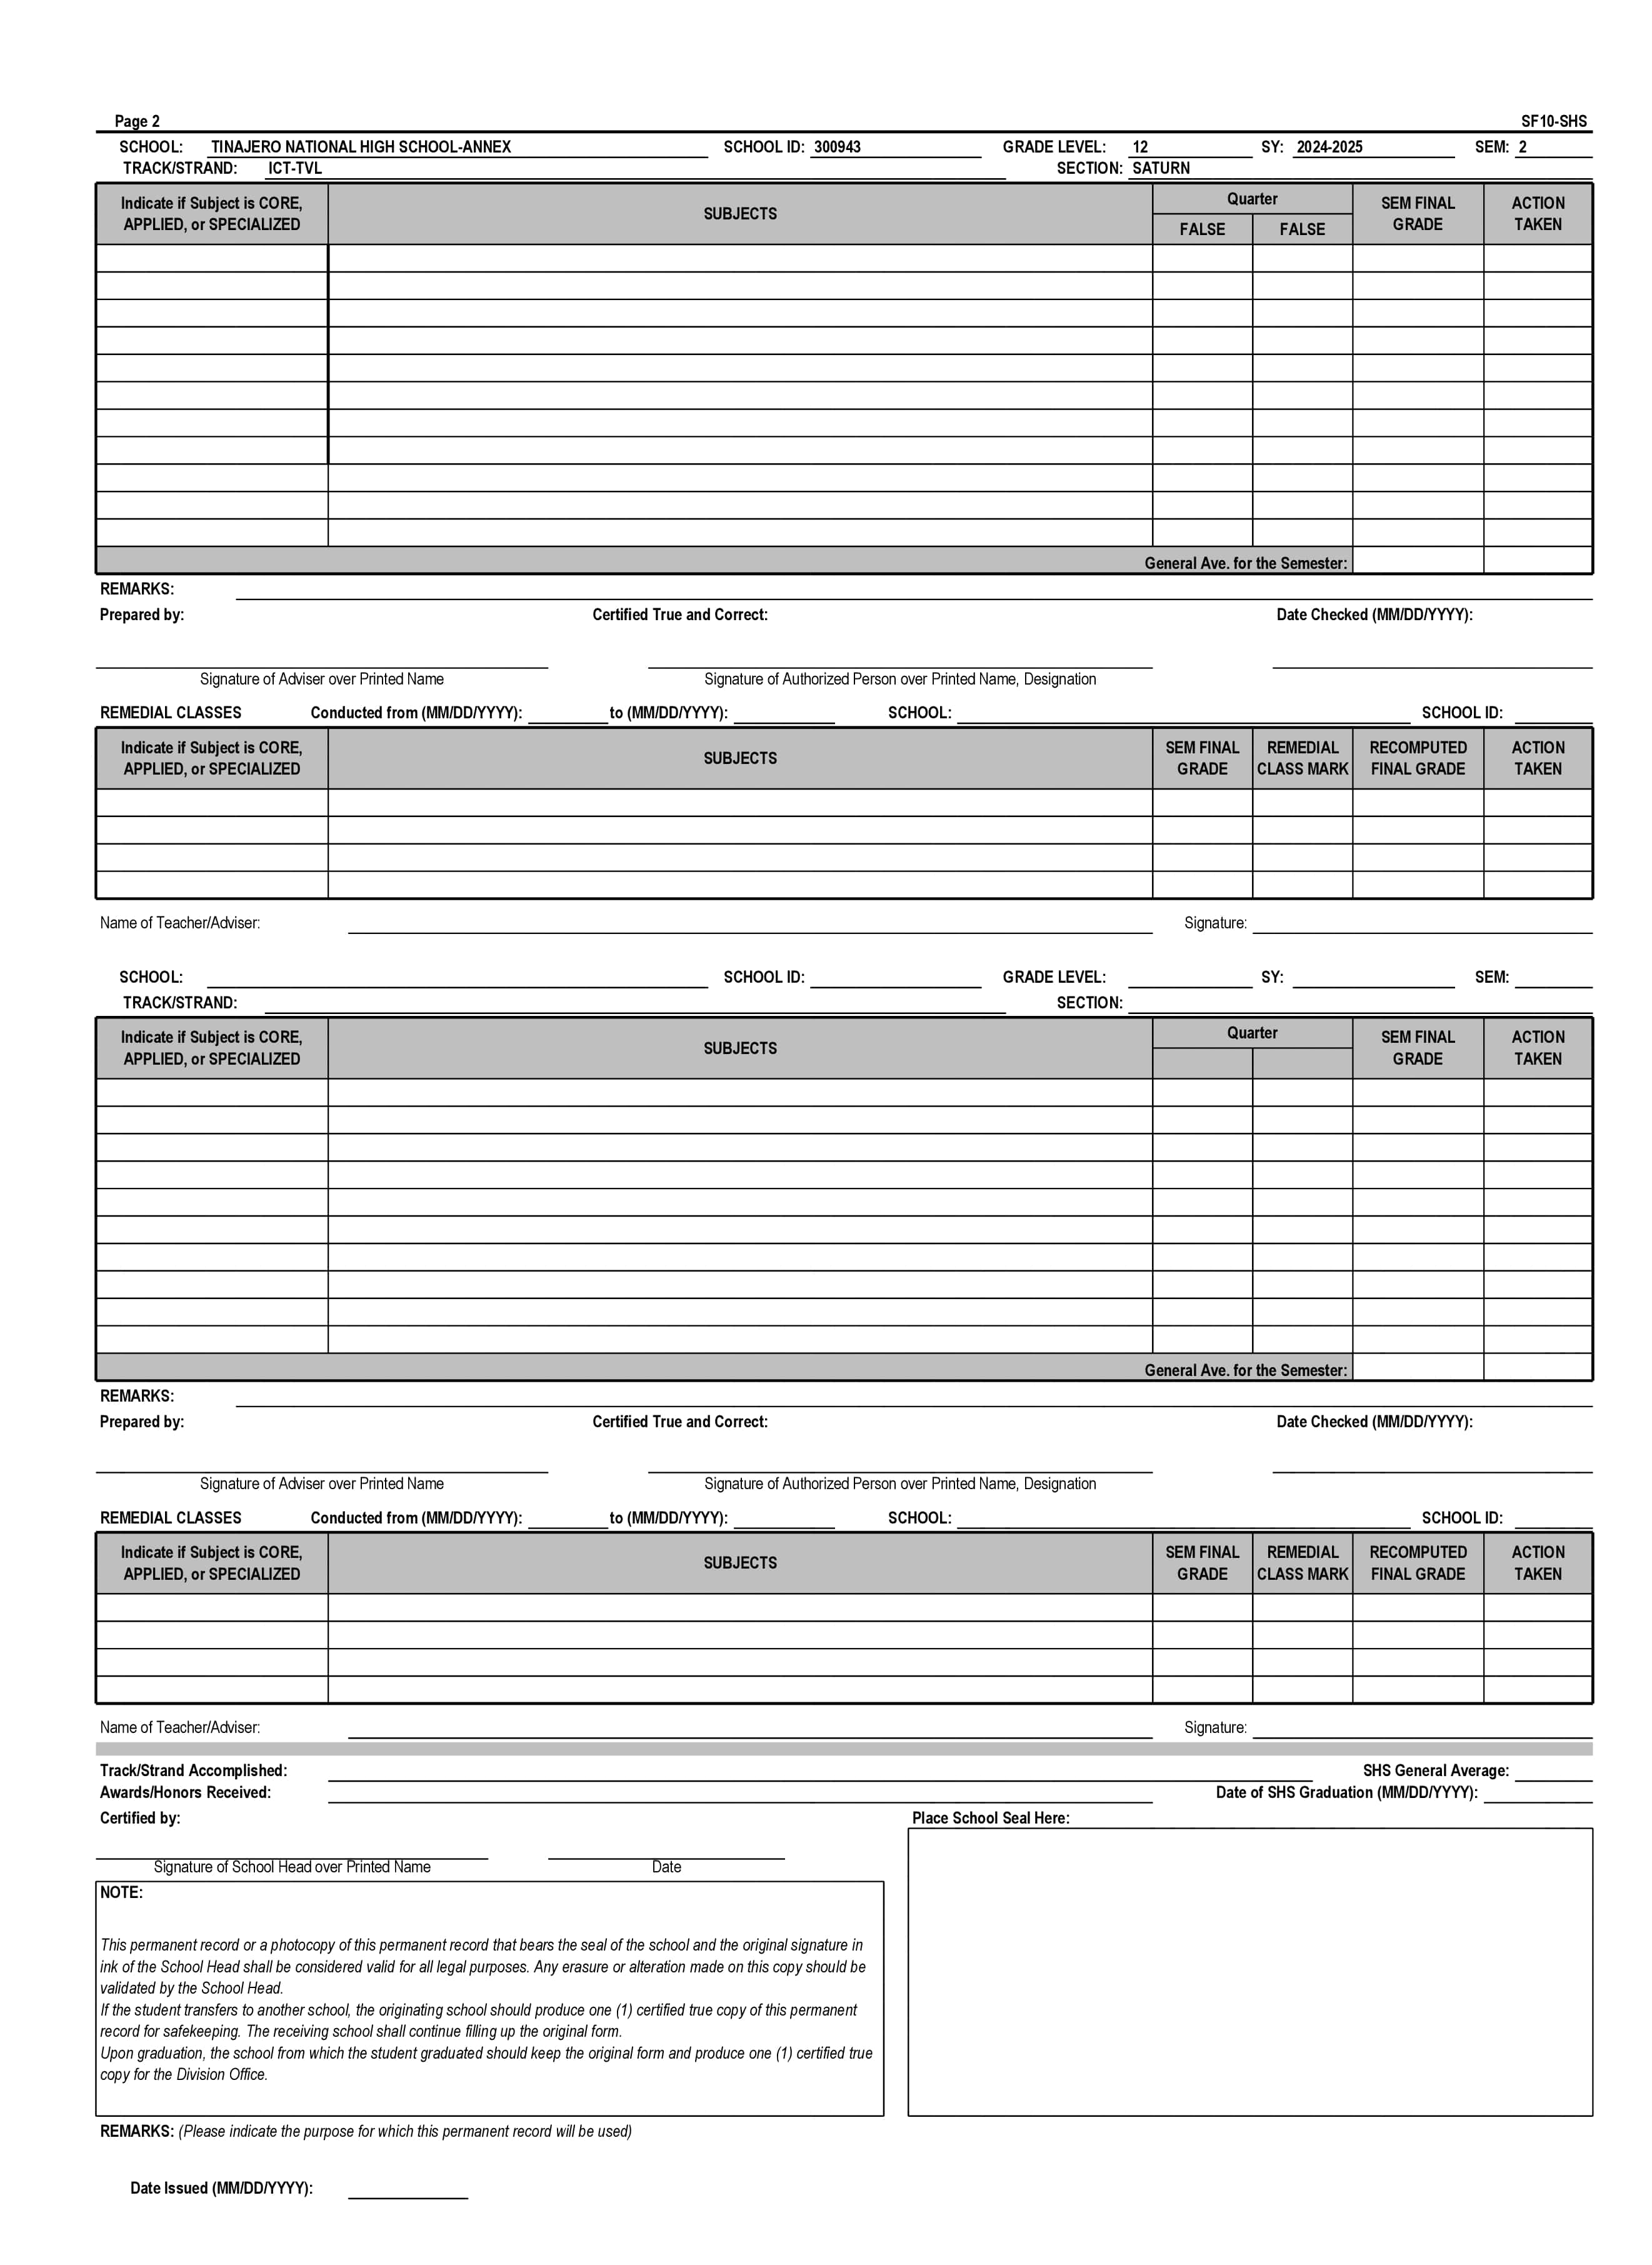 Page 2 SF10-SHS
SCHOOL: TINAJERO NATIONAL HIGH SCHOOL-ANNEX SCHOOL ID: 300943 GRADE LEVEL: 12 SY: 2024-2025 SEM: 2
TRACK/STRAND: ICT-TVL SECTION: SATURN
Indicate if Subject is CORE, APPLIED, or SPECIALIZED SUBJECTS Quarter SEM FINAL GRADE ACTION TAKEN
FALSE FALSE
General Ave. for the Semester:
REMARKS:
Prepared by: Certified True and Correct: Date Checked (MM/DD/YYYY):
Signature of Adviser over Printed Name Signature of Authorized Person over Printed Name, Designation
REMEDIAL CLASSES Conducted from (MM/DD/YYYY): to (MM/DD/YYYY): SCHOOL: SCHOOL ID:
Indicate if Subject is CORE, APPLIED, or SPECIALIZED SUBJECTS SEM FINAL GRADE REMEDIAL CLASS MARK RECOMPUTED FINAL GRADE ACTION TAKEN
Name of Teacher/Adviser: Signature:
SCHOOL: SCHOOL ID: GRADE LEVEL: SY: SEM:
TRACK/STRAND: SECTION:
Indicate if Subject is CORE, APPLIED, or SPECIALIZED SUBJECTS Quarter SEM FINAL GRADE ACTION TAKEN
General Ave. for the Semester:
REMARKS:
Prepared by: Certified True and Correct: Date Checked (MM/DD/YYYY):
Signature of Adviser over Printed Name Signature of Authorized Person over Printed Name, Designation
REMEDIAL CLASSES Conducted from (MM/DD/YYYY): to (MM/DD/YYYY): SCHOOL: SCHOOL ID:
Indicate if Subject is CORE, APPLIED, or SPECIALIZED SUBJECTS SEM FINAL GRADE REMEDIAL CLASS MARK RECOMPUTED FINAL GRADE ACTION TAKEN
Name of Teacher/Adviser: Signature:
Track/Strand Accomplished: SHS General Average:
Awards/Honors Received: Date of SHS Graduation (MM/DD/YYYY):
Certified by: Place School Seal Here:
Signature of School Head over Printed Name Date
NOTE:
This permanent record or a photocopy of this permanent record that bears the seal of the school and the original signature in
ink of the School Head shall be considered valid for all legal purposes. Any erasure or alteration made on this copy should be
validated by the School Head.
If the student transfers to another school, the originating school should produce one (1) certified true copy of this permanent
record for safekeeping. The receiving school shall continue filling up the original form.
Upon graduation, the school from which the student graduated should keep the original form and produce one (1) certified true
copy for the Division Office.
REMARKS: (Please indicate the purpose for which this permanent record will be used)
Date Issued (MM/DD/YYYY):